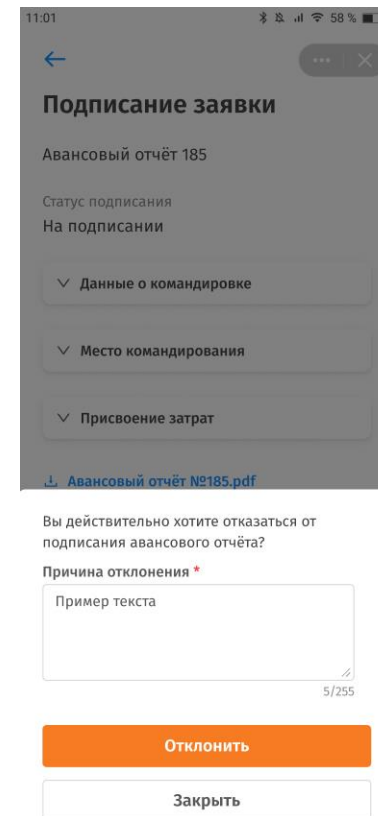 11:01 58 %
Подписание заявки
Авансовый отчёт 185
Статус подписания
На подписании
Данные о командировке
Место командирования
Присвоение затрат
Авансовый отчёт №185.pdf
Вы действительно хотите отказаться от
подписания авансового отчёта?
Причина отклонения *
Пример текста
5/255
Отклонить
Закрыть